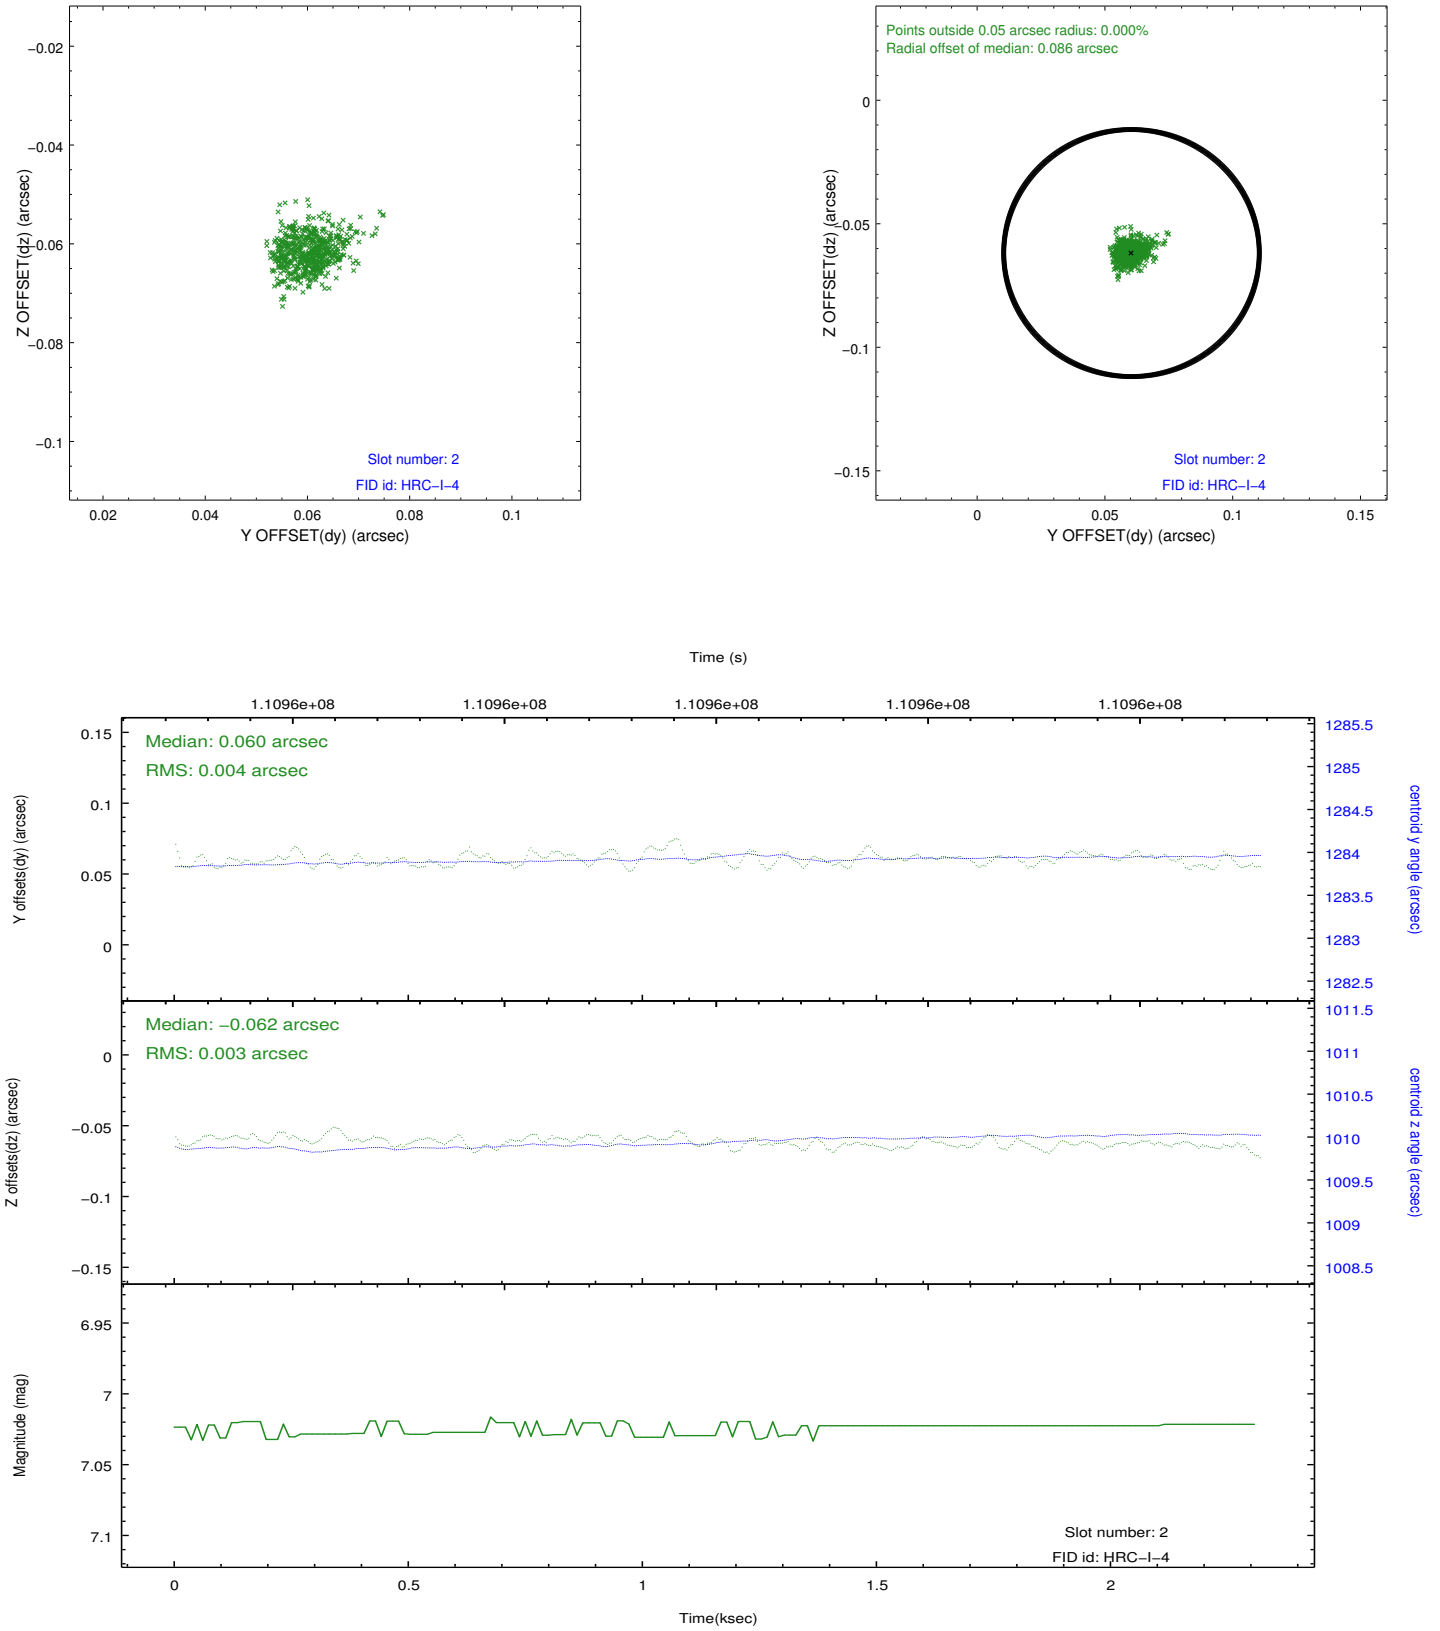 −0.02
−0.04
−0.06
−0.08
−0.1
Z OFFSET(dz) (arcsec)
Slot number: 2
FID id: HRC−I−4
0.02 0.04 0.06 0.08 0.1
Y OFFSET(dy) (arcsec)
Points outside 0.05 arcsec radius: 0.000%
Radial offset of median: 0.086 arcsec
0
−0.05
−0.1
−0.15
Z OFFSET(dz) (arcsec)
Slot number: 2
FID id: HRC−I−4
0 0.05 0.1 0.15
Y OFFSET(dy) (arcsec)
Time (s)
1.1096e+08 1.1096e+08 1.1096e+08 1.1096e+08 1.1096e+08
Median: 0.060 arcsec
RMS: 0.004 arcsec
0.15
0.1
0.05
0
Y offsets(dy) (arcsec)
1285.5
1285
1284.5
1284
1283.5
1283
1282.5
centroid y angle (arcsec)
Median: −0.062 arcsec
RMS: 0.003 arcsec
0
−0.05
−0.1
−0.15
Z offsets(dz) (arcsec)
1011.5
1011
1010.5
1010
1009.5
1009
1008.5
centroid z angle (arcsec)
6.95
7
7.05
7.1
Magnitude (mag)
Slot number: 2
FID id: HRC−I−4
0 0.5 1 1.5 2
Time(ksec)